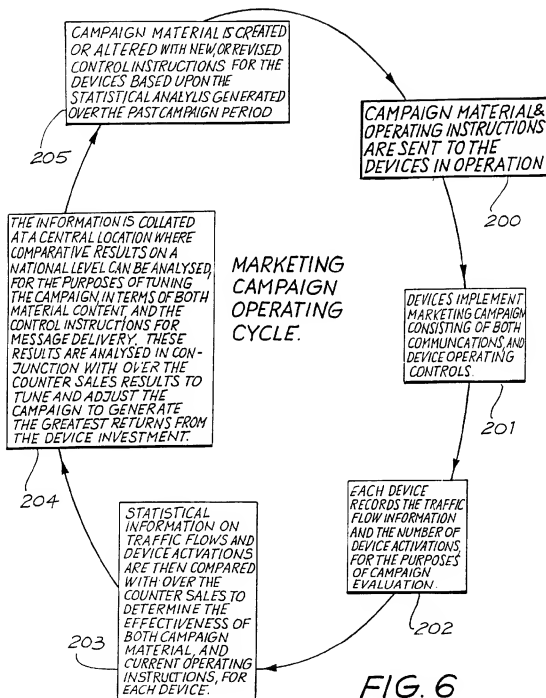 CAMPAIGN MATERIAL IS CREATED
OR ALTERED WITH NEW, OR REVISED
CONTROL INSTRUCTIONS FOR THE
DEVICES BASED UPON THE
STATISTICAL ANALYLIS GENERATED
OVER THE PAST CAMPAIGN PERIOD
205
CAMPAIGN MATERIAL &
OPERATING INSTRUCTIONS
ARE SENT TO THE
DEVICES IN OPERATION
200
DEVICES IMPLEMENT
MARKETING CAMPAIGN
CONSISTING OF BOTH
COMMUNCATIONS, AND
DEVICE OPERATING
CONTROLS.
201
EACH DEVICE
RECORDS THE TRAFFIC
FLOW INFORMATION
AND THE NUMBER OF
DEVICE ACTIVATIONS,
FOR THE PURPOSES
OF CAMPAIGN
EVALUATION.
202
STATISTICAL
INFORMATION ON
TRAFFIC FLOWS AND
DEVICE ACTVATIONS
ARE THEN COMPARED
WITH OVER THE
COUNTER SALES TO
DETERMINE THE
EFFECTIVENESS OF
BOTH CAMPAIGN
MATERIAL, AND
CURRENT OPERATING
INSTRUCTIONS, FOR
EACH DEVICE.
203
THE INFORMATION IS COLLATED
AT A CENTRAL LOCATION WHERE
COMPARATIVE RESULTS ON A
NATIONAL LEVEL CAN BE ANALYSED,
FOR THE PURPOSES OF TUNING
THE CAMPAIGN, IN TERMS OF BOTH
MATERIAL CONTENT, AND THE
CONTROL INSTRUCTIONS FOR
MESSAGE DELIVERY. THESE
RESULTS ARE ANALYSED IN CON-
JUNCTION WITH OVER THE
COUNTER SALES RESULTS TO
TUNE AND ADJUST THE
CAMPAIGN TO GENERATE
THE GREATEST RETURNS FROM
THE DEVICE INVESTMENT.
204
MARKETING
CAMPAIGN
OPERATING
CYCLE.
FIG. 6